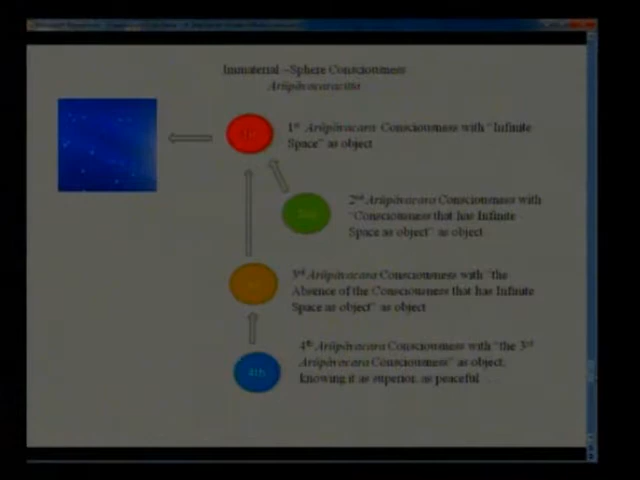 Immaterial –Sphere Consciousness
Arūpāvacaracitta
1st Arūpāvacara Consciousness with “Infinite
Space” as object
2nd Arūpāvacara Consciousness with
“Consciousness that has Infinite
Space as object” as object
3rd Arūpāvacara Consciousness with “the
Absence of the Consciousness that has Infinite
Space as object” as object
4th Arūpāvacara Consciousness with “the 3rd
Arūpāvacara Consciousness” as object,
knowing it as superior, as peaceful
4th